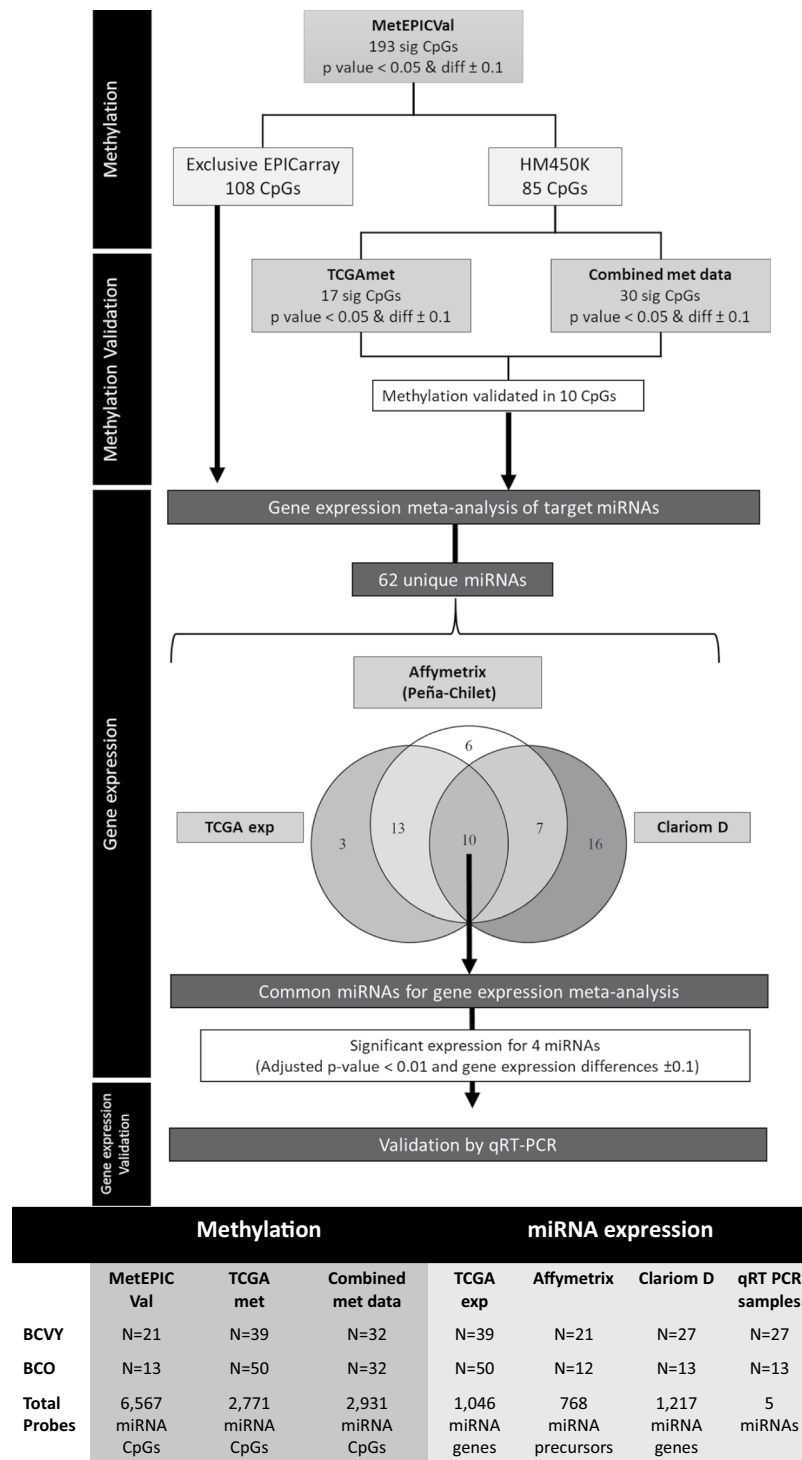 Methylation
MetEPICVal
193 sig CpGs
p value < 0.05 & diff ± 0.1
Exclusive EPICarray
108 CpGs
HM450K
85 CpGs
Methylation Validation
TCGAmet
17 sig CpGs
p value < 0.05 & diff ± 0.1
Combined met data
30 sig CpGs
p value < 0.05 & diff ± 0.1
Methylation validated in 10 CpGs
Gene expression
Gene expression meta-analysis of target miRNAs
62 unique miRNAs
Affymetrix
(Peña-Chilet)
TCGA exp
Clariom D
6
3
13
10
7
16
Common miRNAs for gene expression meta-analysis
Significant expression for 4 miRNAs
(Adjusted p-value < 0.01 and gene expression differences ±0.1)
Gene expression
Validation
Validation by qRT-PCR
Methylation miRNA expression
MetEPIC TCGA Combined TCGA Affymetrix Clariom D qRT PCR
Val met met data exp samples
BCVY N=21 N=39 N=32 N=39 N=21 N=27 N=27
BCO N=13 N=50 N=32 N=50 N=12 N=13 N=13
Total 6,567 2,771 2,931 1,046 768 1,217 5
Probes miRNA miRNA miRNA miRNA miRNA miRNA miRNAs
CpGs CpGs CpGs genes precursors genes